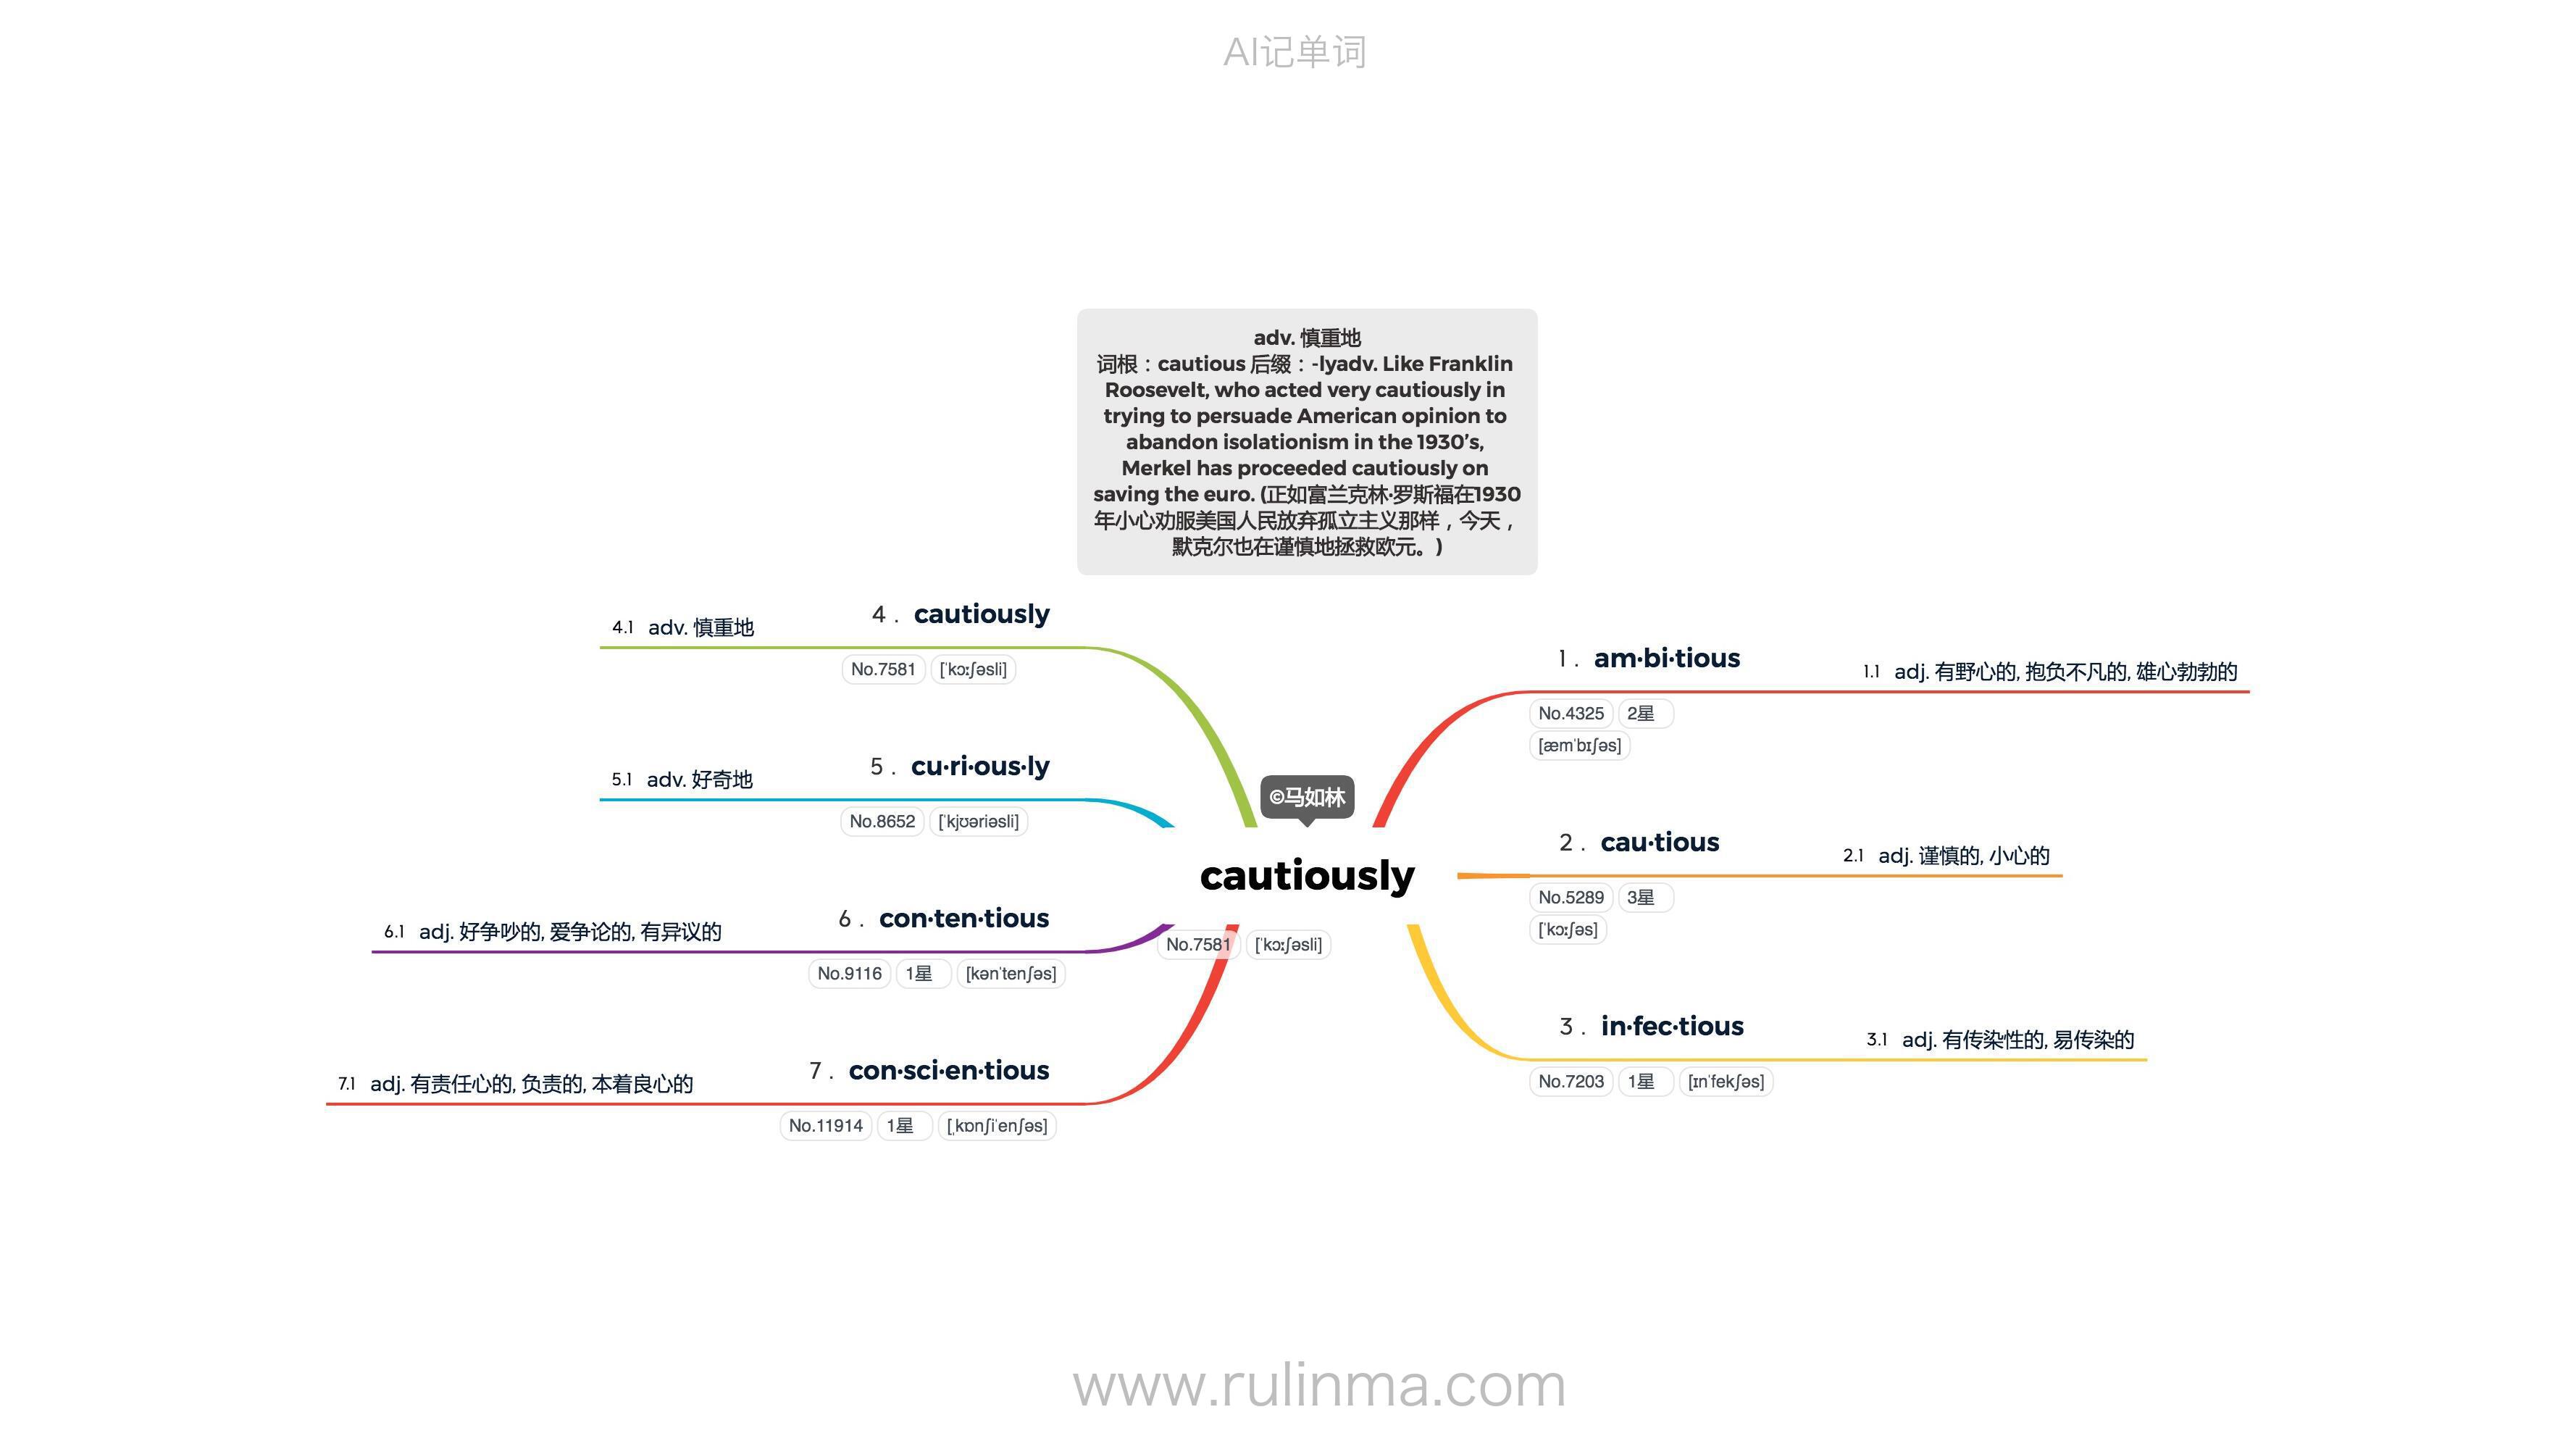 AI记单词
adv. 慎重地
词根：cautious 后缀：-lyadv. Like Franklin
Roosevelt, who acted very cautiously in
trying to persuade American opinion to
abandon isolationism in the 1930’s,
Merkel has proceeded cautiously on
saving the euro. (正如富兰克林·罗斯福在1930
年小心劝服美国人民放弃孤立主义那样，今天，
默克尔也在谨慎地拯救欧元。)
©马如林
cautiously
No.7581 [ˈkɔːʃəsli]
1. am·bi·tious
No.4325 2星
[æmˈbɪʃəs]
1.1 adj. 有野心的, 抱负不凡的, 雄心勃勃的
2. cau·tious
No.5289 3星
[ˈkɔːʃəs]
2.1 adj. 谨慎的, 小心的
3. in·fec·tious
No.7203 1星 [ɪnˈfekʃəs]
3.1 adj. 有传染性的, 易传染的
4. cautiously
No.7581 [ˈkɔːʃəsli]
4.1 adv. 慎重地
5. cu·ri·ous·ly
No.8652 [ˈkjʊəriəsli]
5.1 adv. 好奇地
6. con·ten·tious
No.9116 1星 [kənˈtenʃəs]
6.1 adj. 好争吵的, 爱争论的, 有异议的
7. con·sci·en·tious
No.11914 1星 [ˌkɒnʃiˈenʃəs]
7.1 adj. 有责任心的, 负责的, 本着良心的
www.rulinma.com